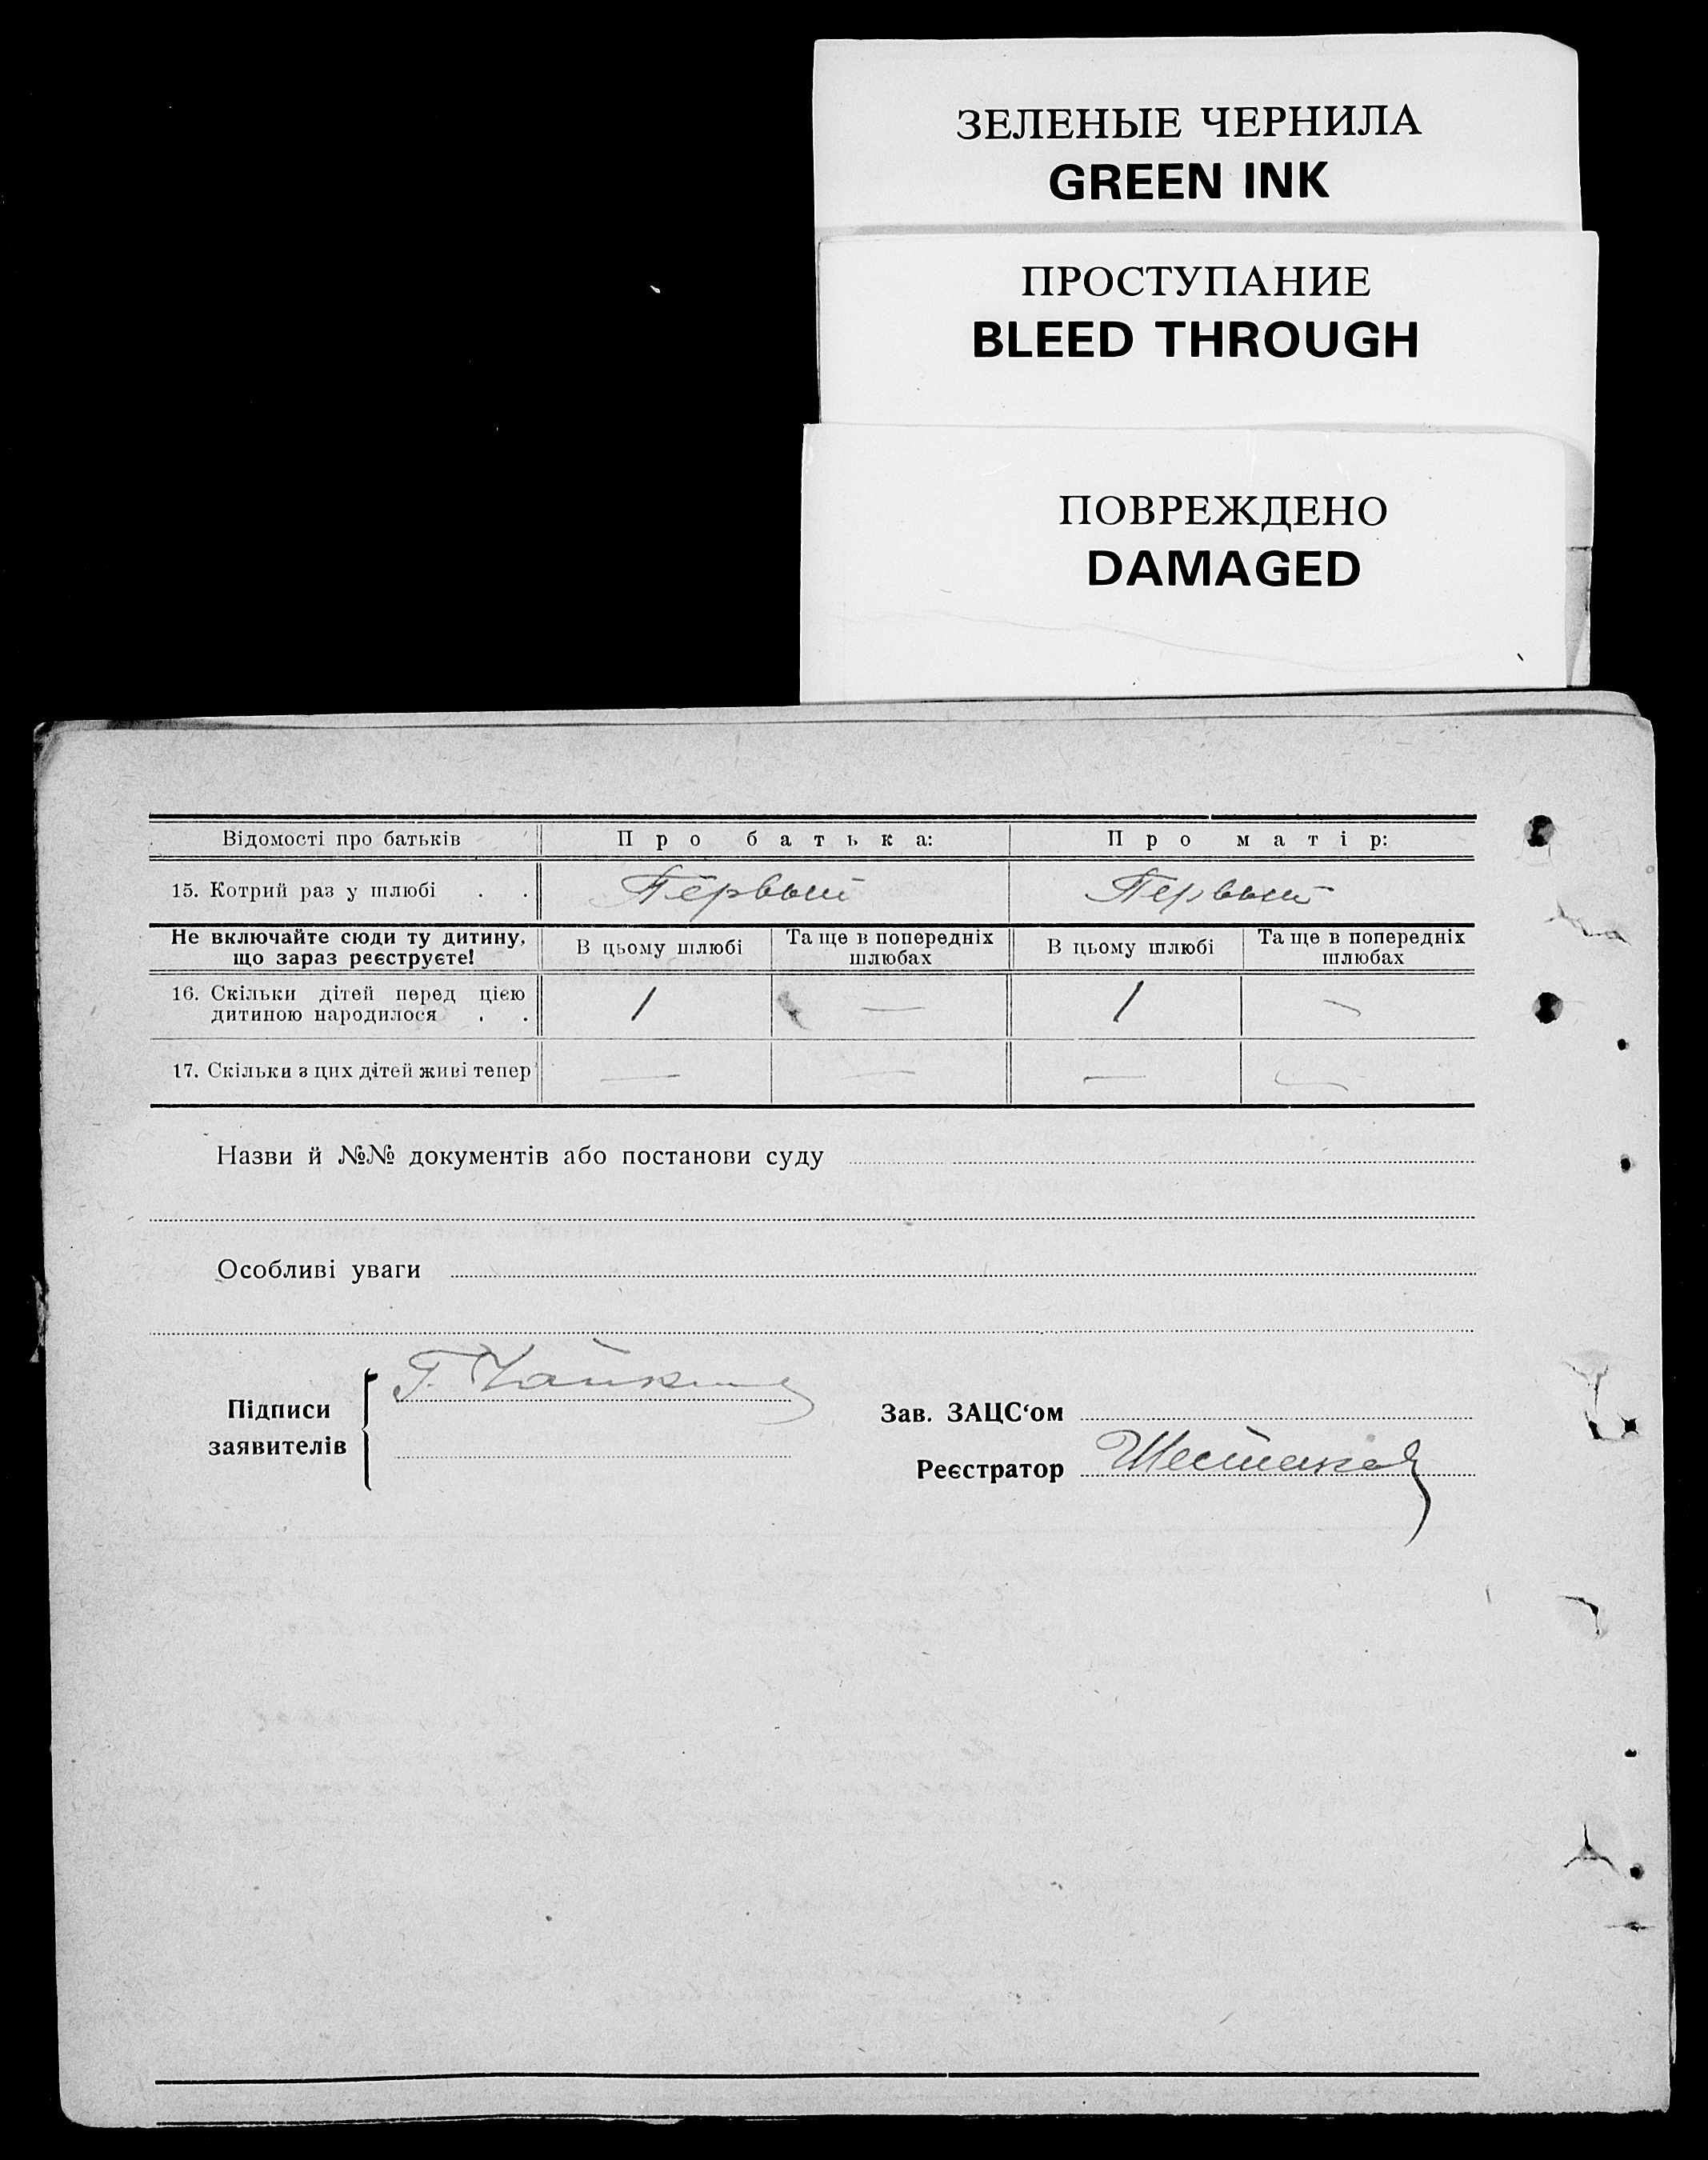 ЗЕЛЕНЫЕ ЧЕРНИЛА
GREEN INK
ПРОСТУПАНИЕ
BLEED THROUGH
ПОВРЕЖДЕНО
DAMAGED
Відомості про батьків Про батька: Про матір:
15. Котрий раз у шлюбі . . Первый Первый
Не включайте сюди ту дитину, що зараз реєструєте! В цьому шлюбі Та ще в попередніх шлюбах В цьому шлюбі Та ще в попередніх шлюбах
16. Скільки дітей перед цією
дитиною народилося . . 1 — 1 —
17. Скільки з цих дітей живі тепер — — — —
Назви й №№ документів або постанови суду
Особливі уваги
Підписи
заявителів
Г.
Зав. ЗАЦС‘ом
Реєстратор Шестаков